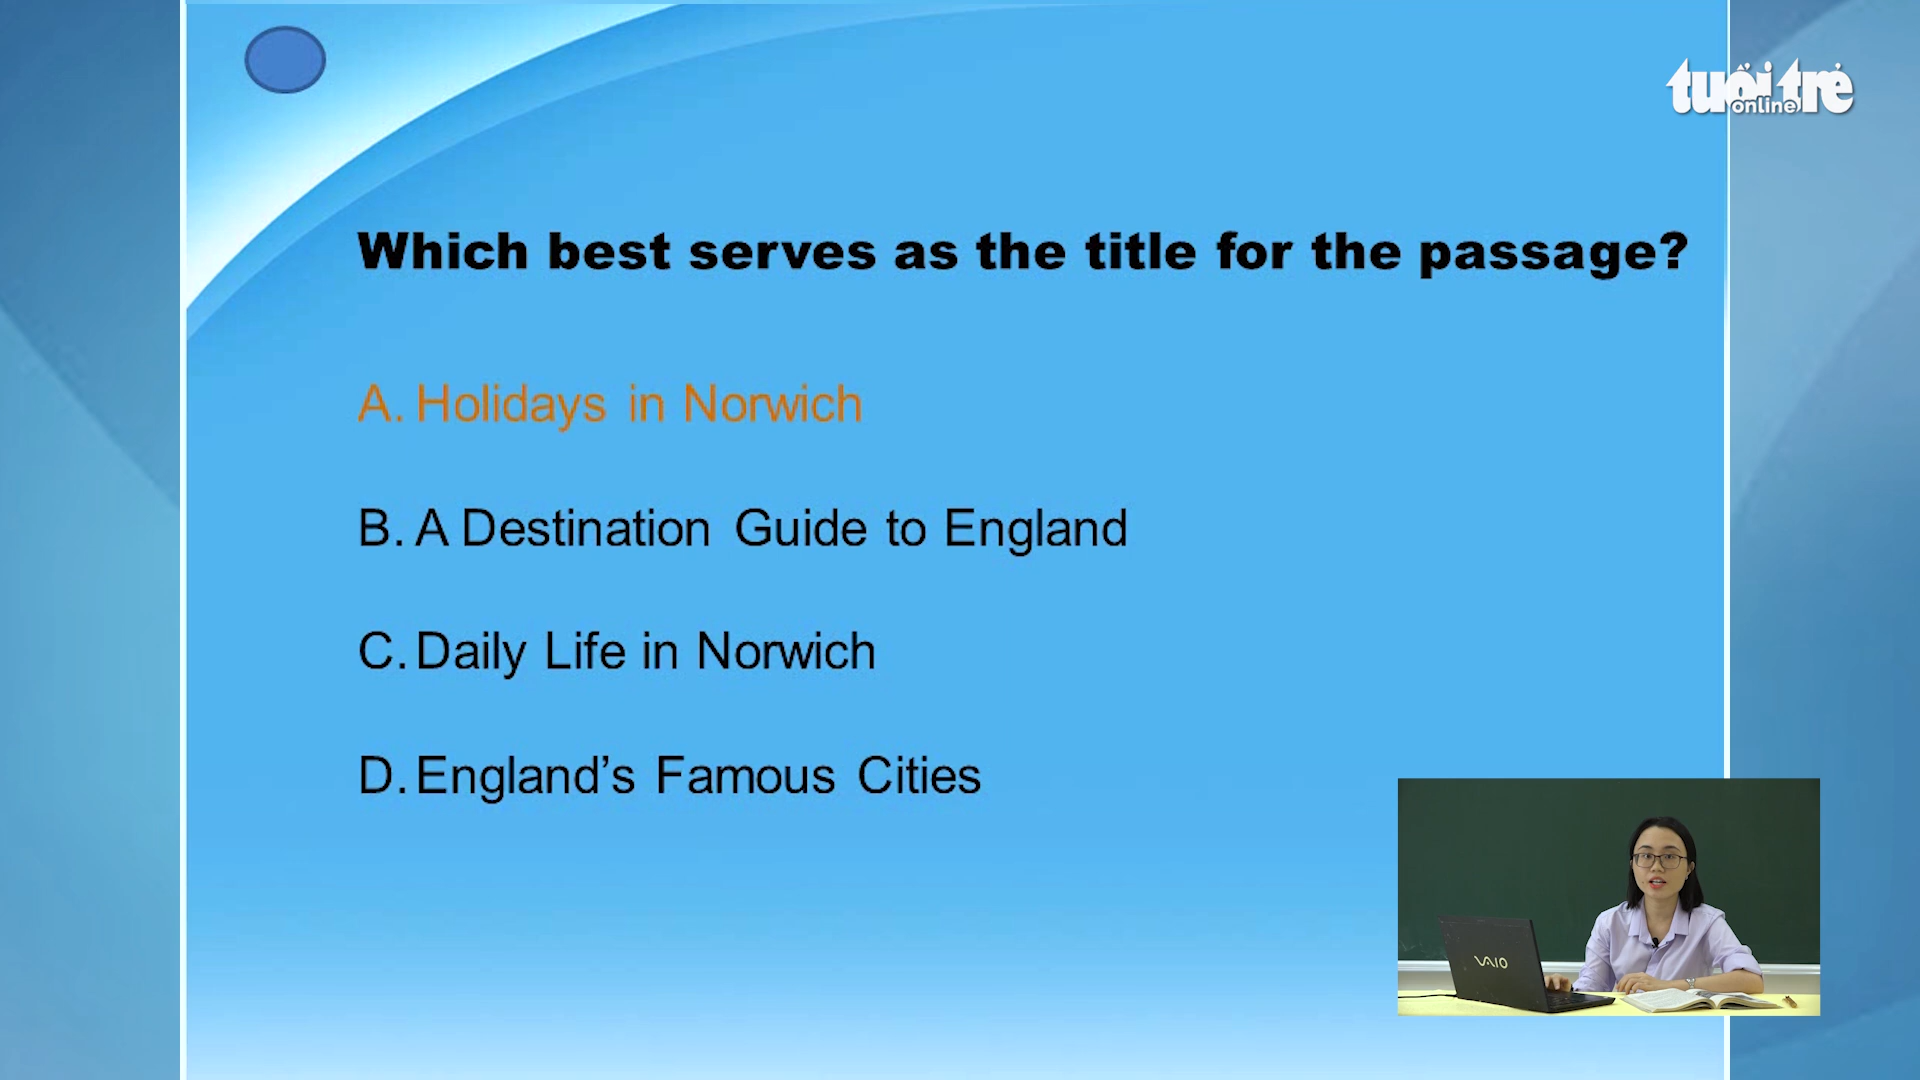 tuổi trẻ
online
Which best serves as the title for the passage?
A. Holidays in Norwich
B. A Destination Guide to England
C. Daily Life in Norwich
D. England’s Famous Cities
VAIO